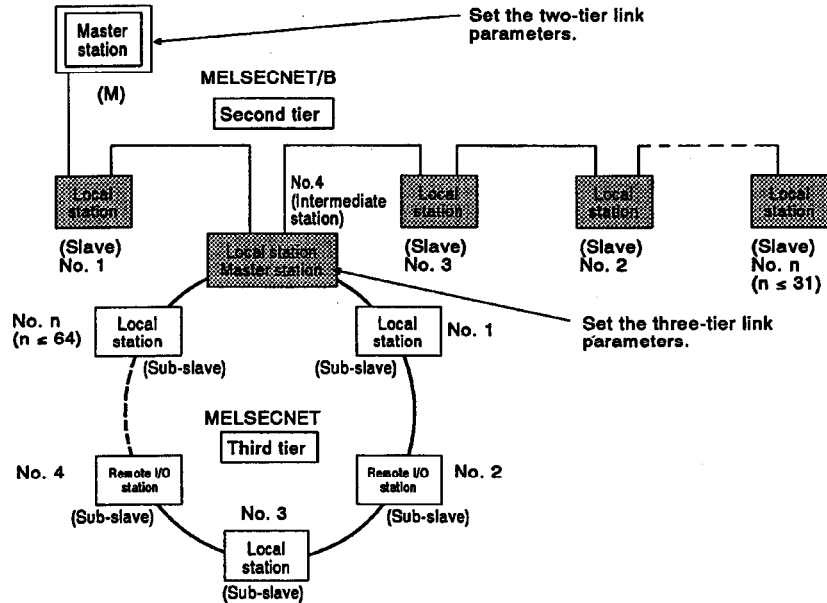 Set the two-tier link
parameters.
Master
station
(M)
MELSECNET/B
Second tier
No.4
(Intermediate
station)
Local
station
(Slave)
No. 1
Local
station
(Slave)
No. 3
Local
station
(Slave)
No. 2
Local
station
(Slave)
No. n
(n ≤ 31)
Local station
Master station
Set the three-tier link
parameters.
No. n
(n ≤ 64)
Local
station
(Sub-slave)
Local
station
No. 1
(Sub-slave)
MELSECNET
Third tier
No. 4
Remote I/O
station
(Sub-slave)
Remote I/O
station
No. 2
(Sub-slave)
No. 3
Local
station
(Sub-slave)